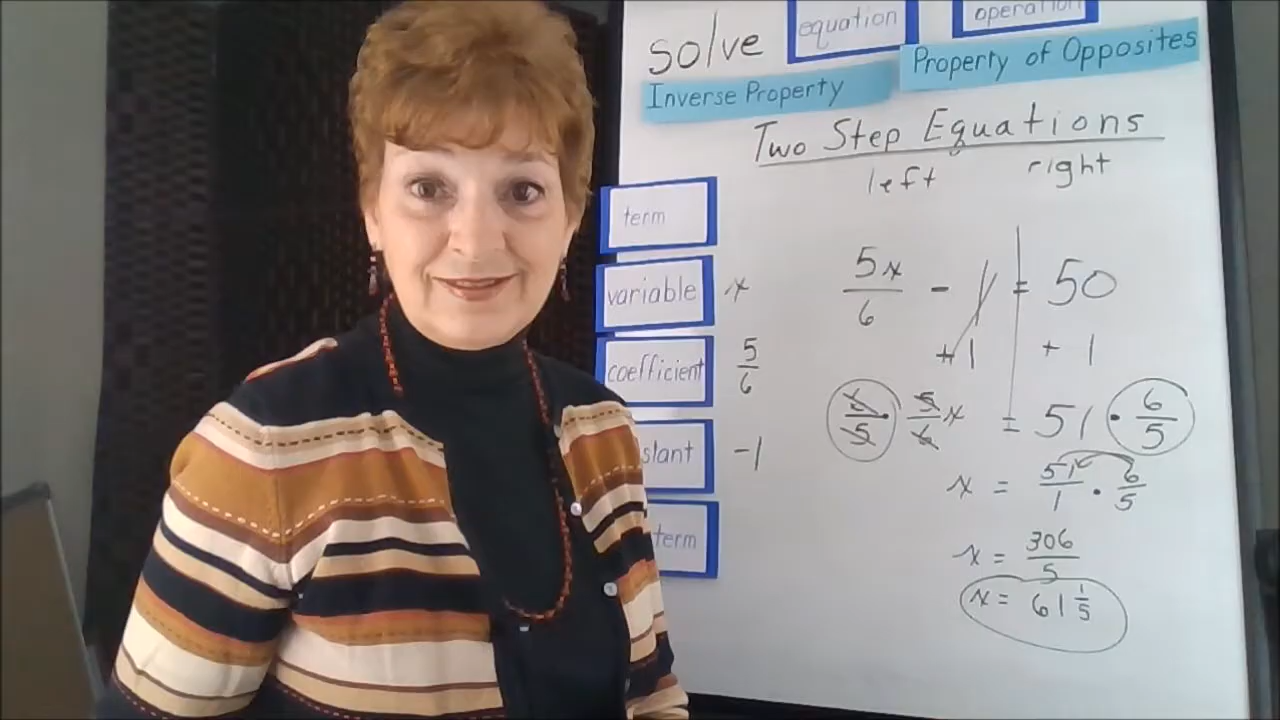 solve
equation
operation
Inverse Property
Property of Opposites
Two Step Equations
left right
term
variable x
coefficient 5/6
stant -1
term
5x/6 - 1 = 50
+1 + 1
6/5 · 5/6 x = 51 · 6/5
x = 51/1 · 6/5
x = 306/5
x = 61 1/5